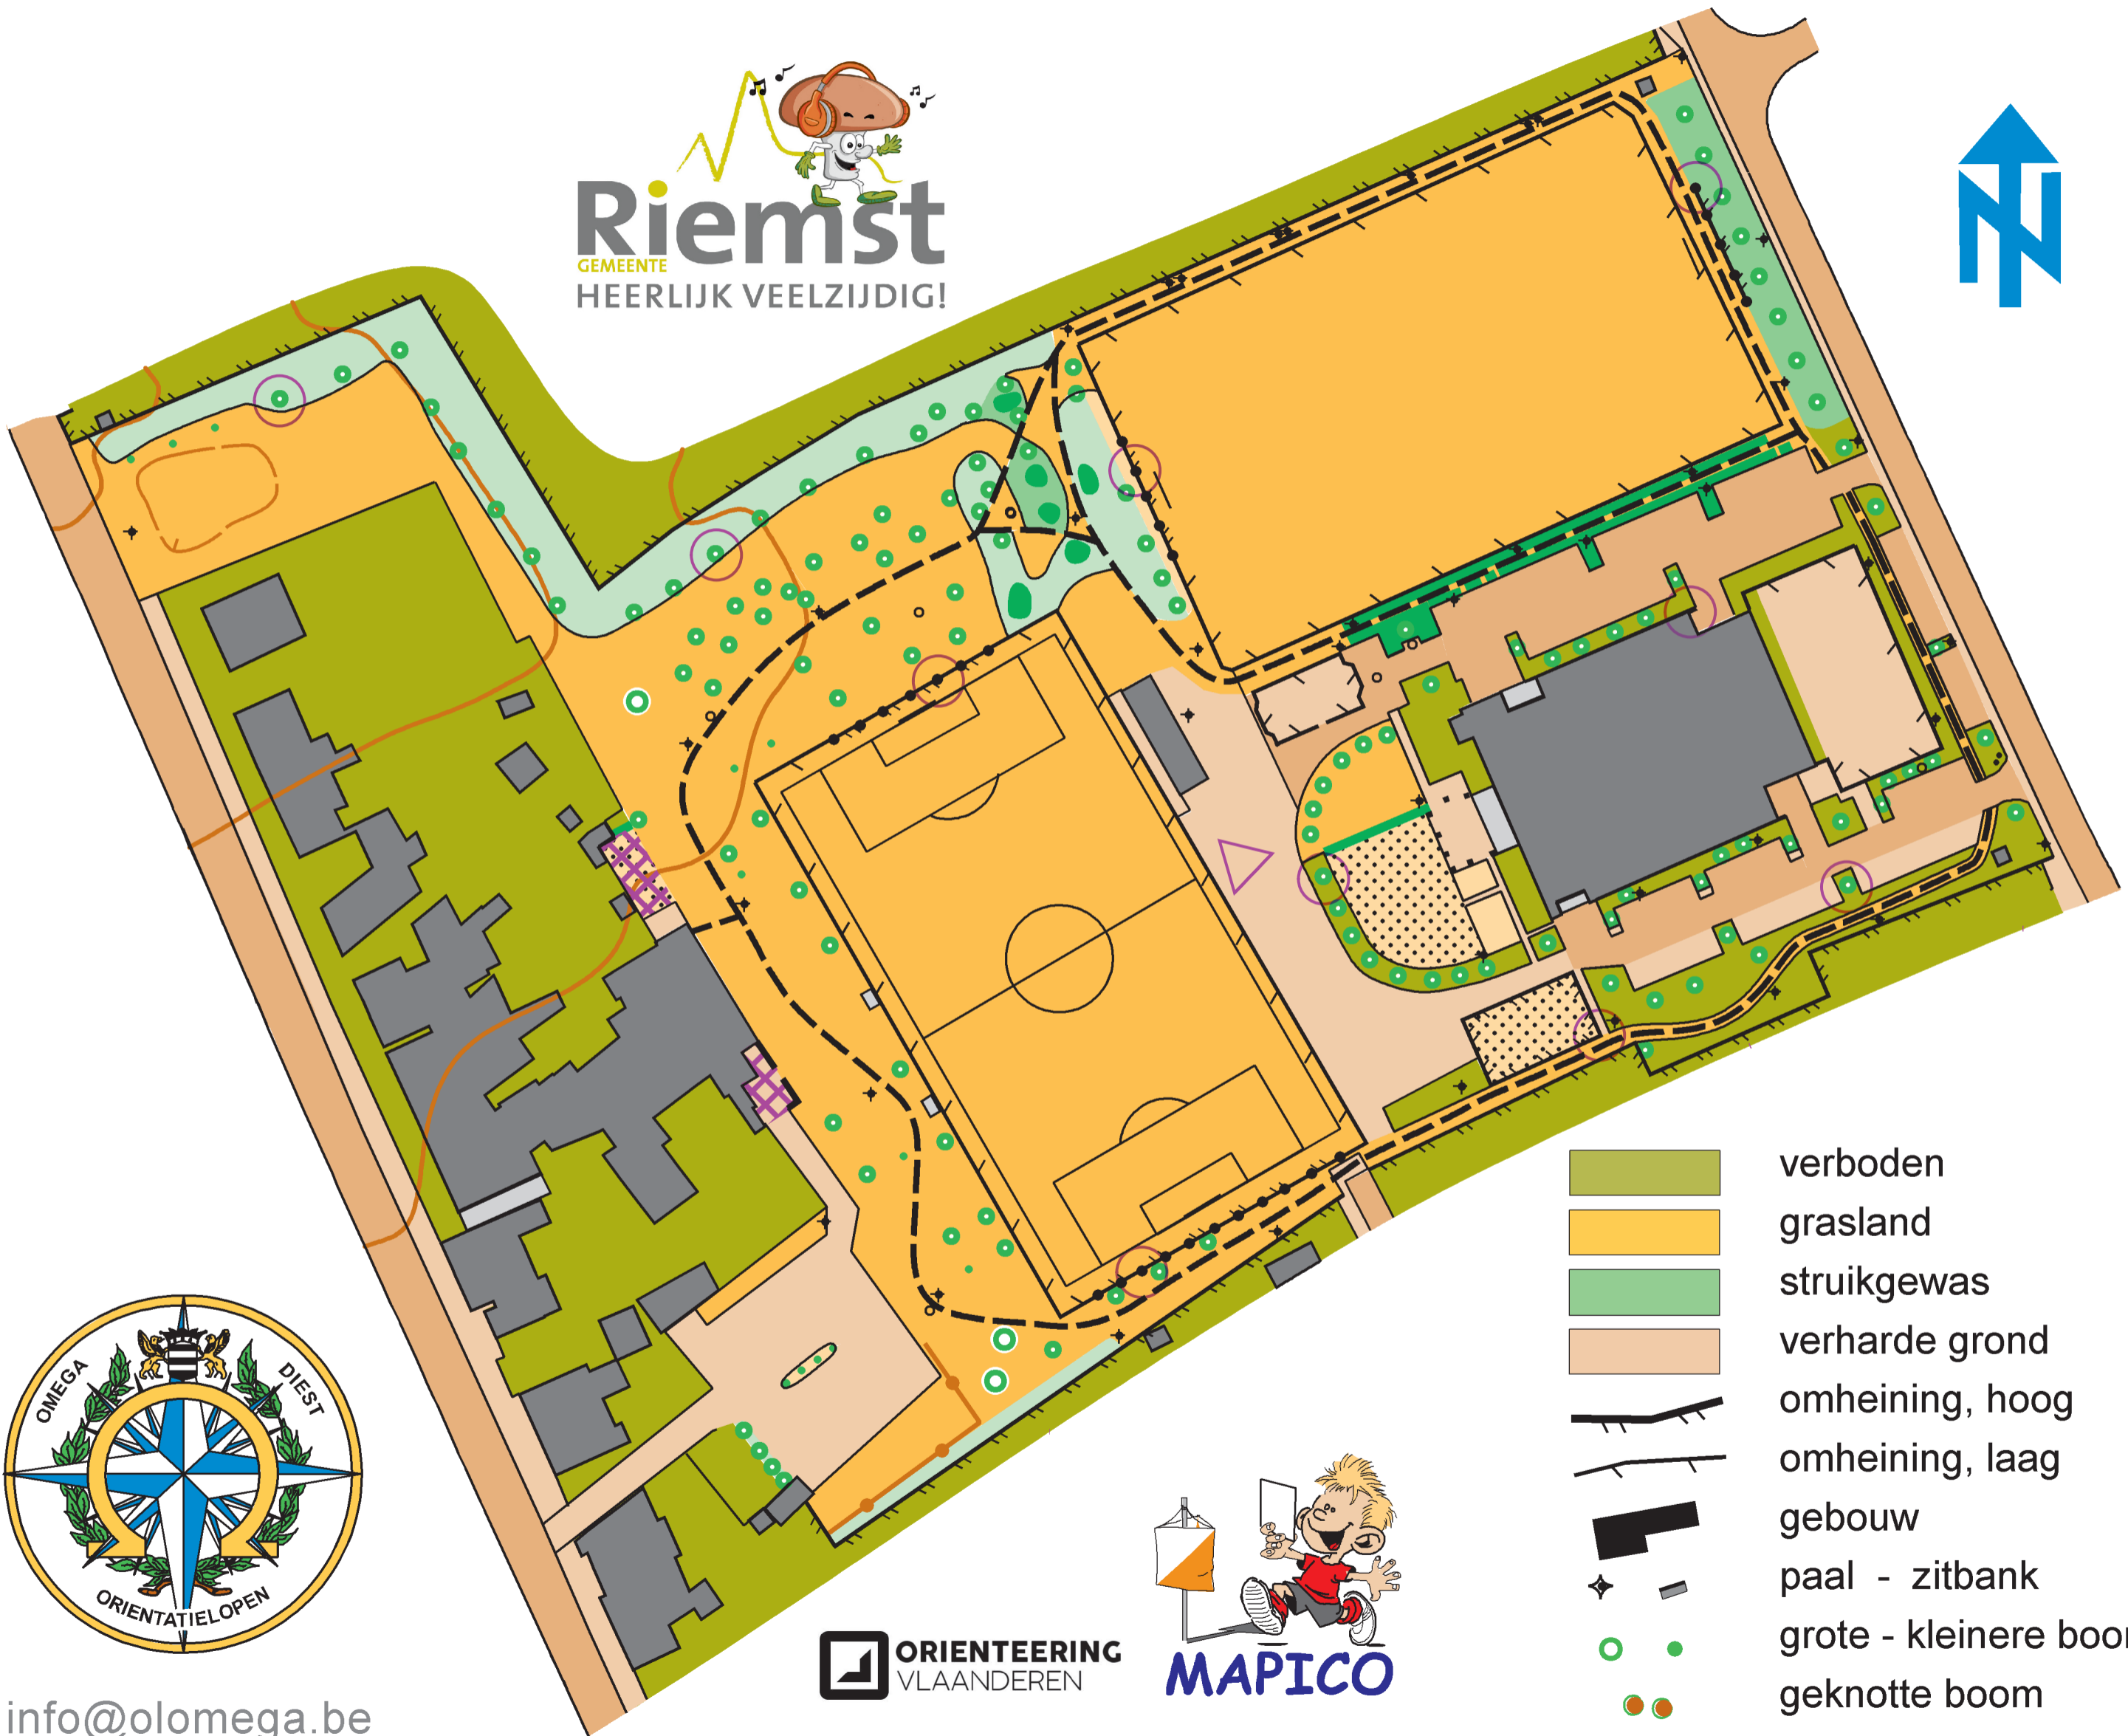 Riemst
GEMEENTE
HEERLIJK VEELZIJDIG!
N
verboden
grasland
struikgewas
verharde grond
omheining, hoog
omheining, laag
gebouw
paal - zitbank
grote - kleinere boom
geknotte boom
OMEGA DIEST
ORIENTATIELOPEN
ORIENTEERING
VLAANDEREN
MAPICO
info@olomega.be